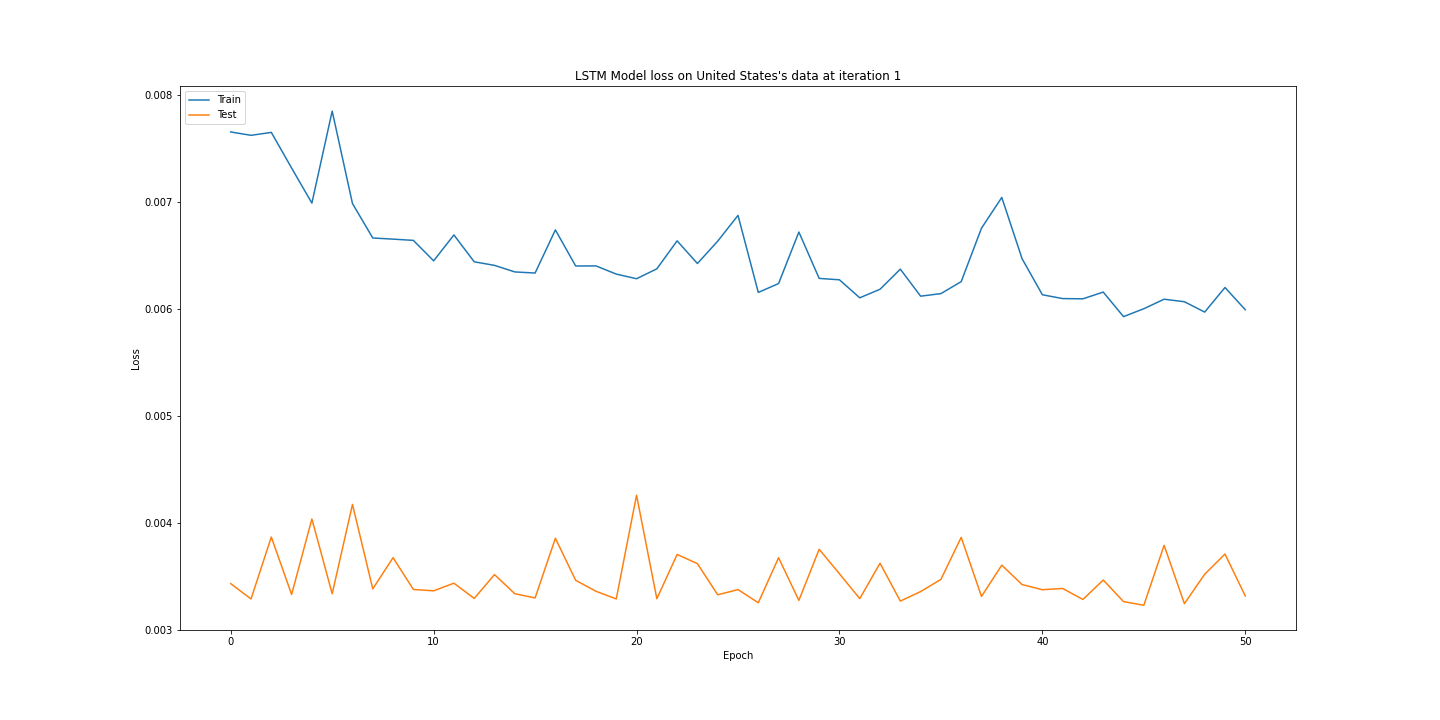 LSTM Model loss on United States's data at iteration 1
Train
Test
0.008
0.007
0.006
0.005
0.004
0.003
Loss
0 10 20 30 40 50
Epoch